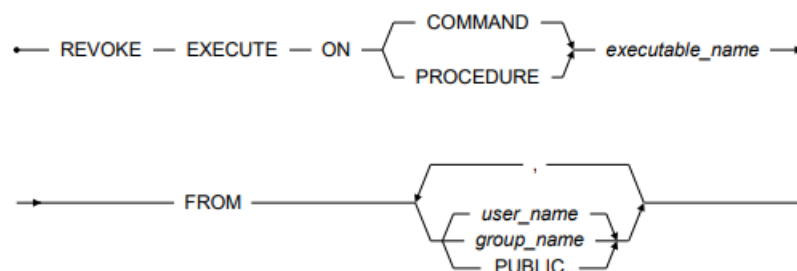 COMMAND
REVOKE EXECUTE ON executable_name
PROCEDURE
,
FROM
user_name
group_name
PUBLIC